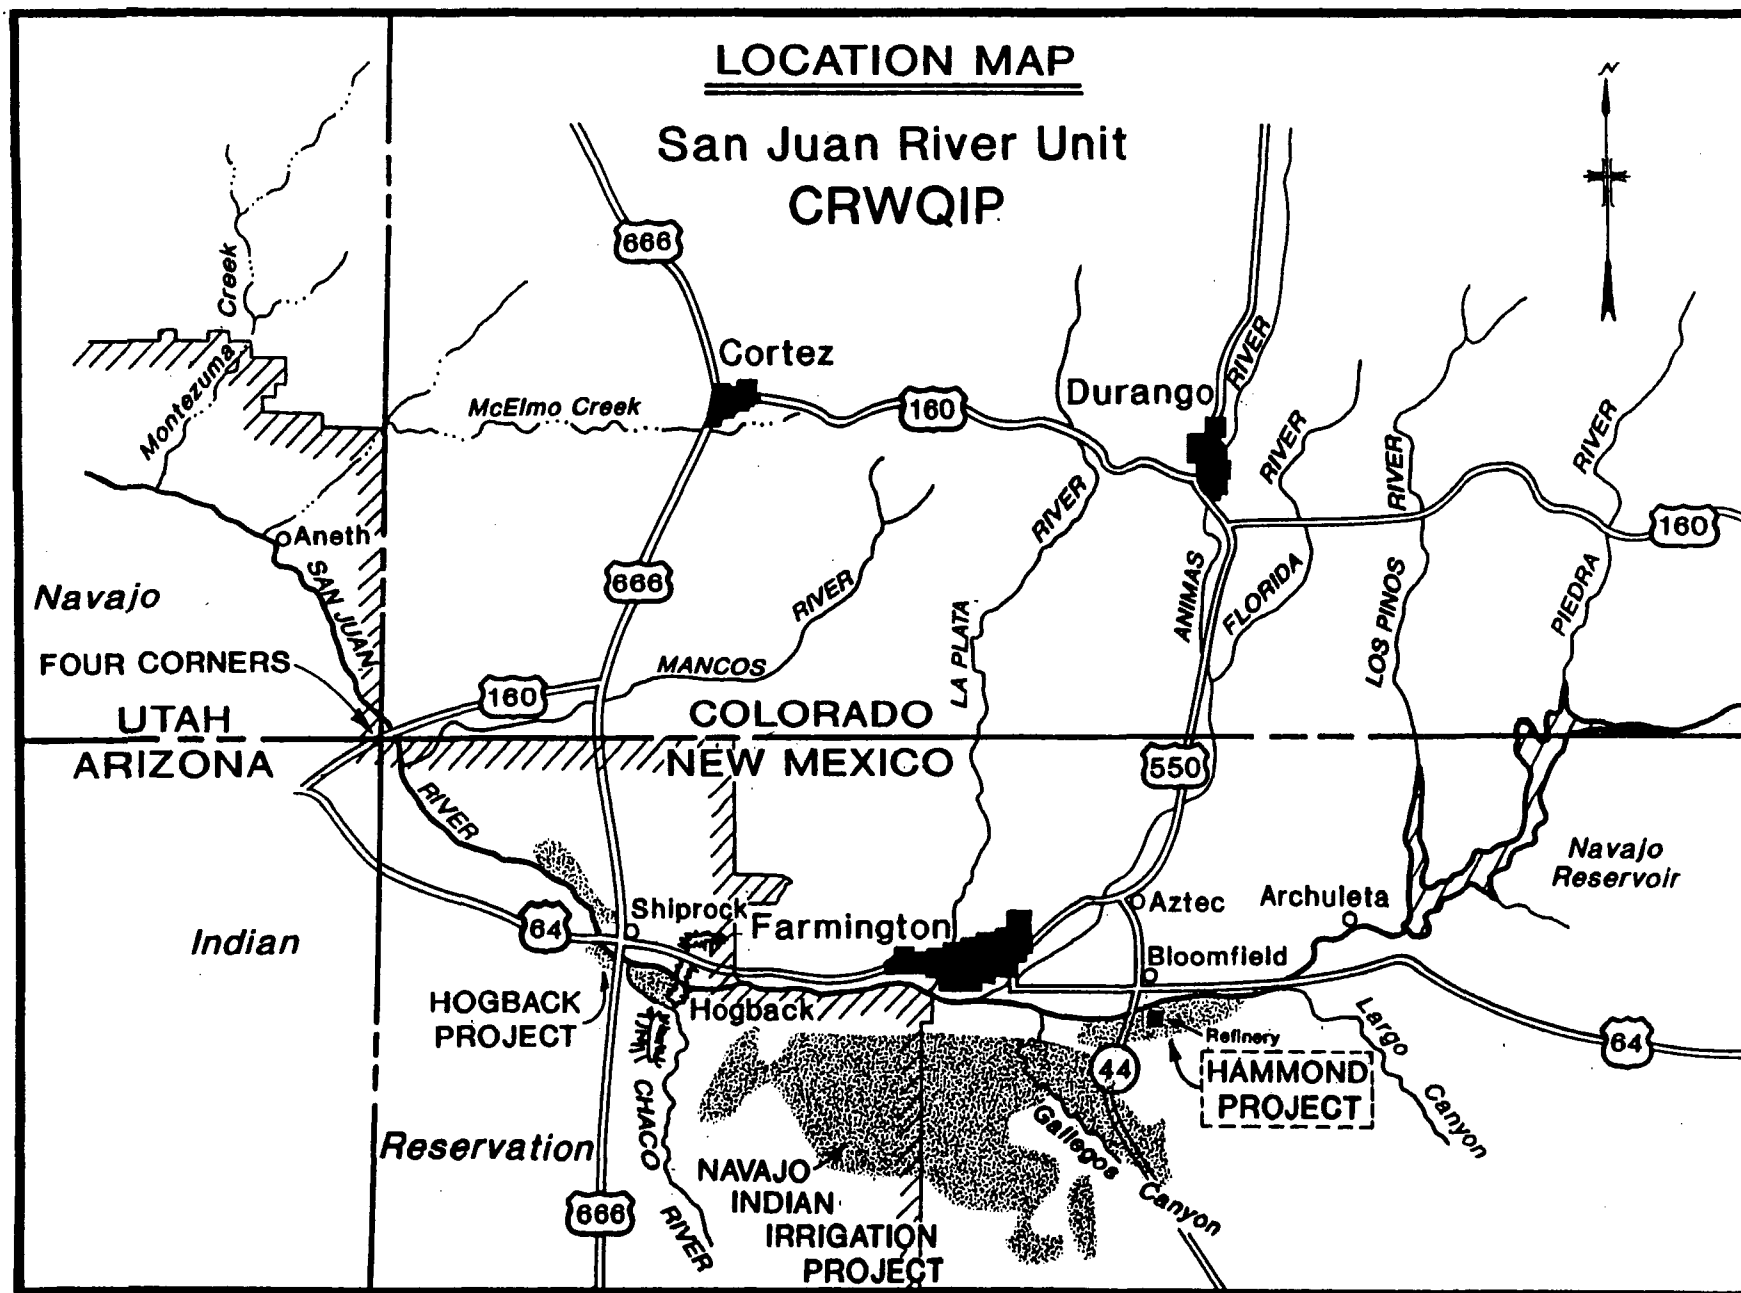 LOCATION MAP
San Juan River Unit
CRWQIP
N
666
Creek
Montezuma
Cortez
McElmo Creek
160
Durango
RIVER
RIVER
RIVER
RIVER
RIVER
160
Aneth
SAN JUAN
Navajo
FOUR CORNERS
666
RIVER
MANCOS
160
LA PLATA
ANIMAS
FLORIDA
LOS PINOS
PIEDRA
UTAH
COLORADO
ARIZONA
NEW MEXICO
550
RIVER
Navajo
Reservoir
Shiprock
Farmington
Aztec
Archuleta
64
Indian
Bloomfield
HOGBACK
PROJECT
Hogback
Refinery
HAMMOND
PROJECT
44
Largo
Canyon
64
CHACO
RIVER
Gallegos
Canyon
Reservation
NAVAJO
INDIAN
IRRIGATION
PROJECT
666